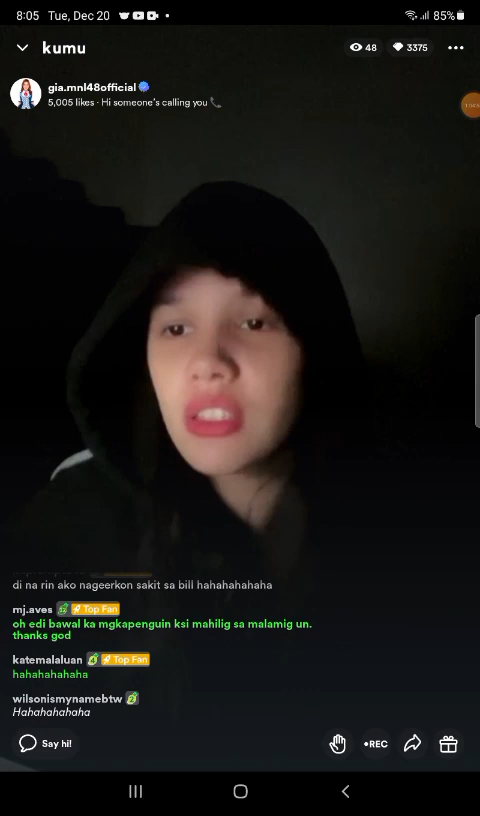 8:05 Tue, Dec 20
85%
kumu
48
3375
gia.mnl48official
5,005 likes · Hi someone's calling you 📞
di na rin ako nageerkon sakit sa bill hahahahahaha
mj.aves Top Fan
oh edi bawal ka mgkapenguin ksi mahilig sa malamig un.
thanks god
katemalaluan 4 Top Fan
hahahahahaha
wilsonismynamebtw 2
Hahahahahaha
Say hi!
•REC